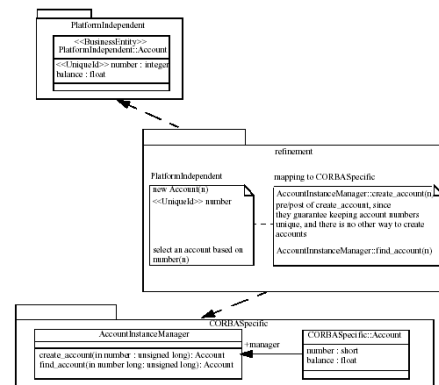 PlatformIndependent
<<BusinessEntity>>
PlatformIndependent::Account
<<UniqueId>> number : integer
balance : float
refinement
PlatformIndependent
new Account(n)
<<UniqueId>> number
select an account based on
number(n)
mapping to CORBASpecific
AccountInstanceManager::create_account(n)
pre/post of create_account, since
they guarantee keeping account numbers
unique, and there is no other way to create
accounts
AccountInnstanceManager::find_account(n)
CORBASpecific
AccountInstanceManager
create_account(in number : unsigned long): Account
find_account(in number long: unsigned long): Account
+manager
CORBASpecific::Account
number : short
balance : float